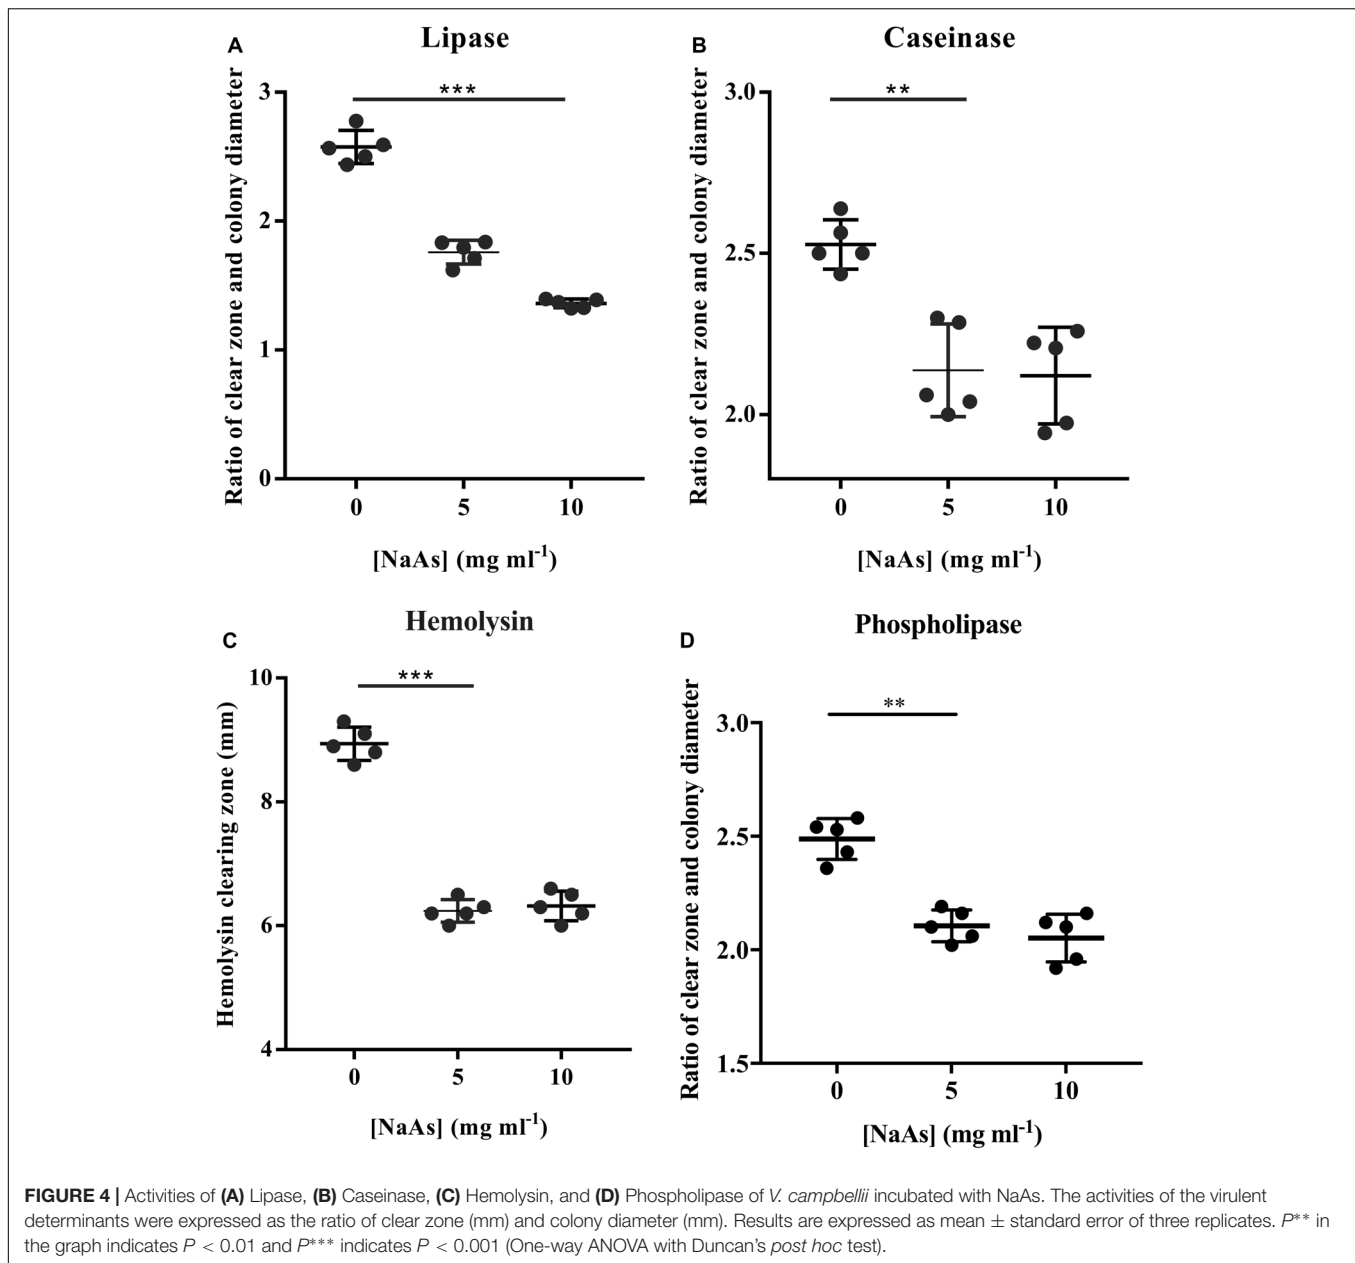 A
Lipase
***
Ratio of clear zone and colony diameter
3
2
1
0
0 5 10
[NaAs] (mg ml⁻¹)
B
Caseinase
**
Ratio of clear zone and colony diameter
3.0
2.5
2.0
0 5 10
[NaAs] (mg ml⁻¹)
C
Hemolysin
***
Hemolysin clearing zone (mm)
10
8
6
4
0 5 10
[NaAs] (mg ml⁻¹)
D
Phospholipase
**
Ratio of clear zone and colony diameter
3.0
2.5
2.0
1.5
0 5 10
[NaAs] (mg ml⁻¹)
FIGURE 4 | Activities of (A) Lipase, (B) Caseinase, (C) Hemolysin, and (D) Phospholipase of V. campbellii incubated with NaAs. The activities of the virulent
determinants were expressed as the ratio of clear zone (mm) and colony diameter (mm). Results are expressed as mean ± standard error of three replicates. P** in
the graph indicates P < 0.01 and P*** indicates P < 0.001 (One-way ANOVA with Duncan's post hoc test).